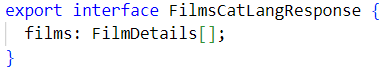 export interface FilmsCatLangResponse {
  films: FilmDetails[];
}